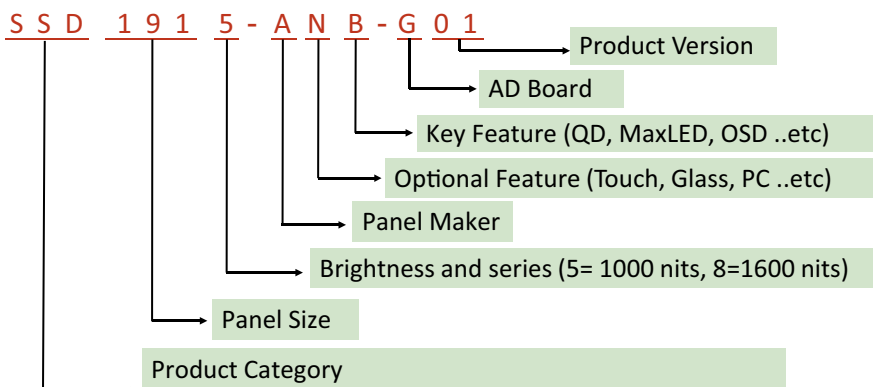 SSD 1915-ANB-G01
Product Version
AD Board
Key Feature (QD, MaxLED, OSD ..etc)
Optional Feature (Touch, Glass, PC ..etc)
Panel Maker
Brightness and series (5= 1000 nits, 8=1600 nits)
Panel Size
Product Category